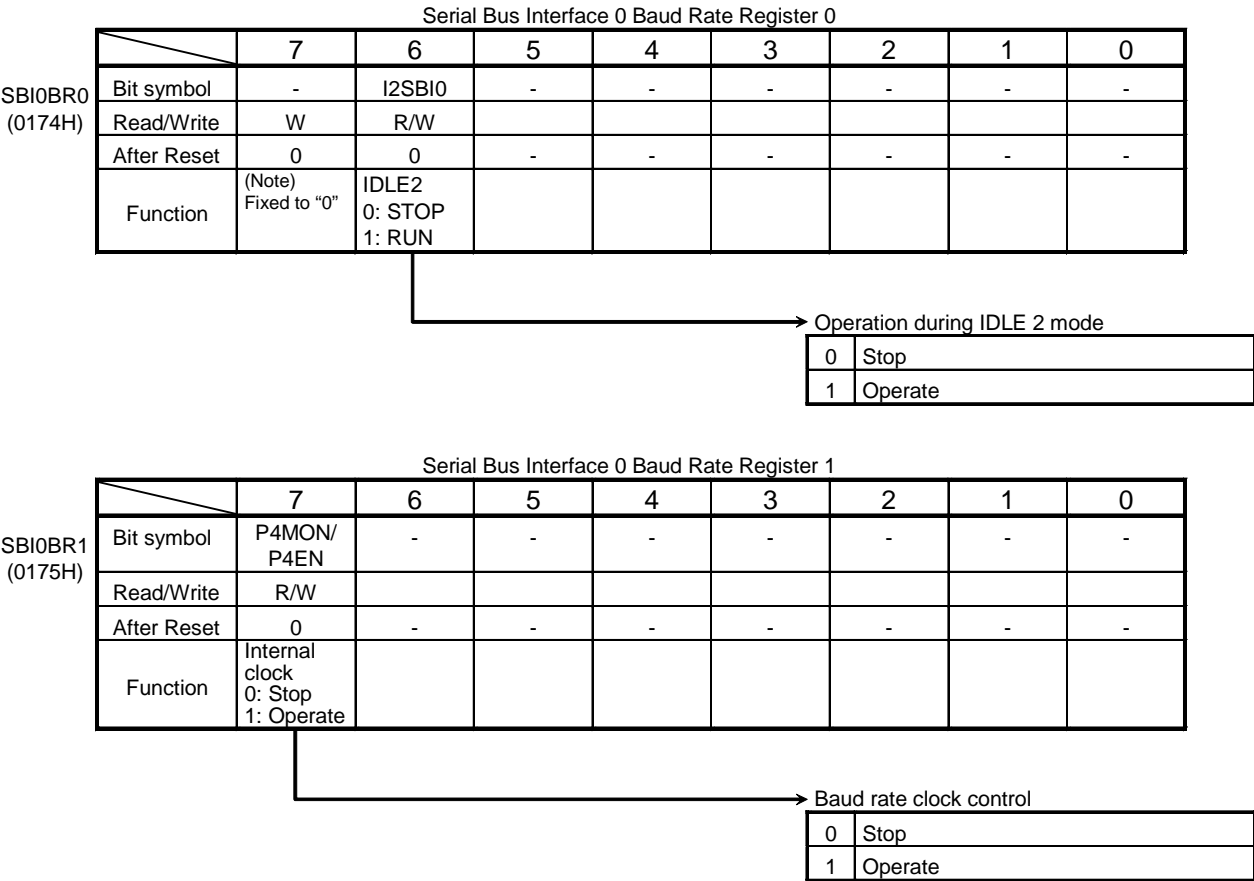 Serial Bus Interface 0 Baud Rate Register 0
7 6 5 4 3 2 1 0
SBI0BR0
(0174H)
Bit symbol - I2SBI0 - - - - - -
Read/Write W R/W
After Reset 0 0 - - - - - -
Function
(Note)
Fixed to “0”
IDLE2
0: STOP
1: RUN
Operation during IDLE 2 mode
0 Stop
1 Operate
Serial Bus Interface 0 Baud Rate Register 1
7 6 5 4 3 2 1 0
SBI0BR1
(0175H)
Bit symbol P4MON/ - - - - - - -
P4EN
Read/Write R/W
After Reset 0 - - - - - - -
Function
Internal
clock
0: Stop
1: Operate
Baud rate clock control
0 Stop
1 Operate